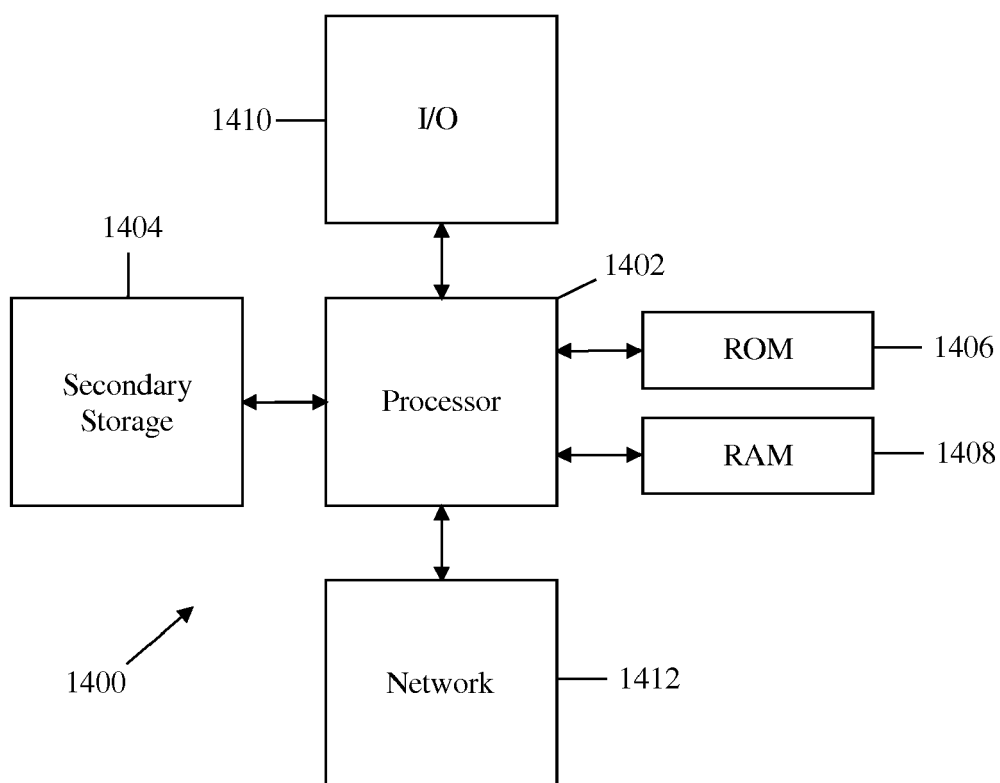 I/O
1410
1404
1402
ROM
1406
Secondary
Storage
Processor
RAM
1408
1400
Network
1412